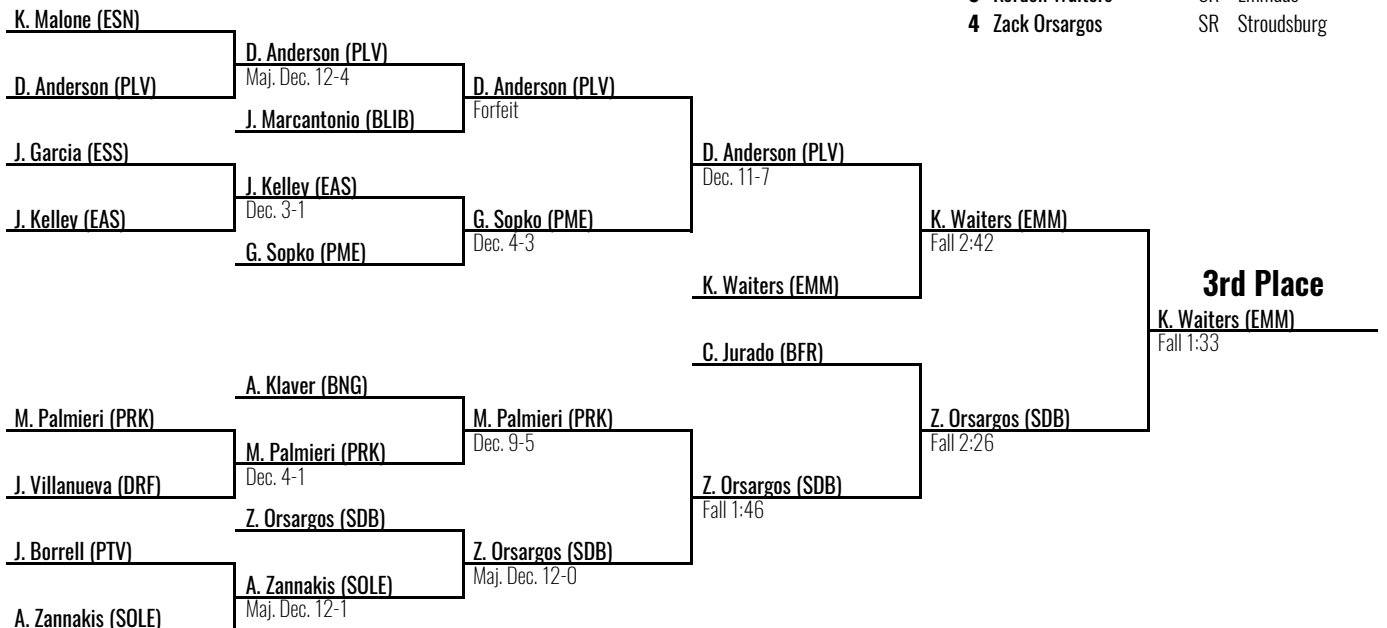 4 Zack Orsargos SR Stroudsburg
K. Malone (ESN)
D. Anderson (PLV)
Maj. Dec. 12-4
D. Anderson (PLV)
D. Anderson (PLV)
Forfeit
J. Marcantonio (BLIB)
J. Garcia (ESS)
D. Anderson (PLV)
Dec. 11-7
J. Kelley (EAS)
Dec. 3-1
J. Kelley (EAS)
G. Sopko (PME)
Dec. 4-3
K. Waiters (EMM)
Fall 2:42
G. Sopko (PME)
K. Waiters (EMM)
3rd Place
K. Waiters (EMM)
Fall 1:33
C. Jurado (BFR)
A. Klaver (BNG)
M. Palmieri (PRK)
M. Palmieri (PRK)
Dec. 9-5
Z. Orsargos (SDB)
Fall 2:26
M. Palmieri (PRK)
Dec. 4-1
J. Villanueva (DRF)
Z. Orsargos (SDB)
Fall 1:46
Z. Orsargos (SDB)
J. Borrell (PTV)
Z. Orsargos (SDB)
Maj. Dec. 12-0
A. Zannakis (SOLE)
Maj. Dec. 12-1
A. Zannakis (SOLE)